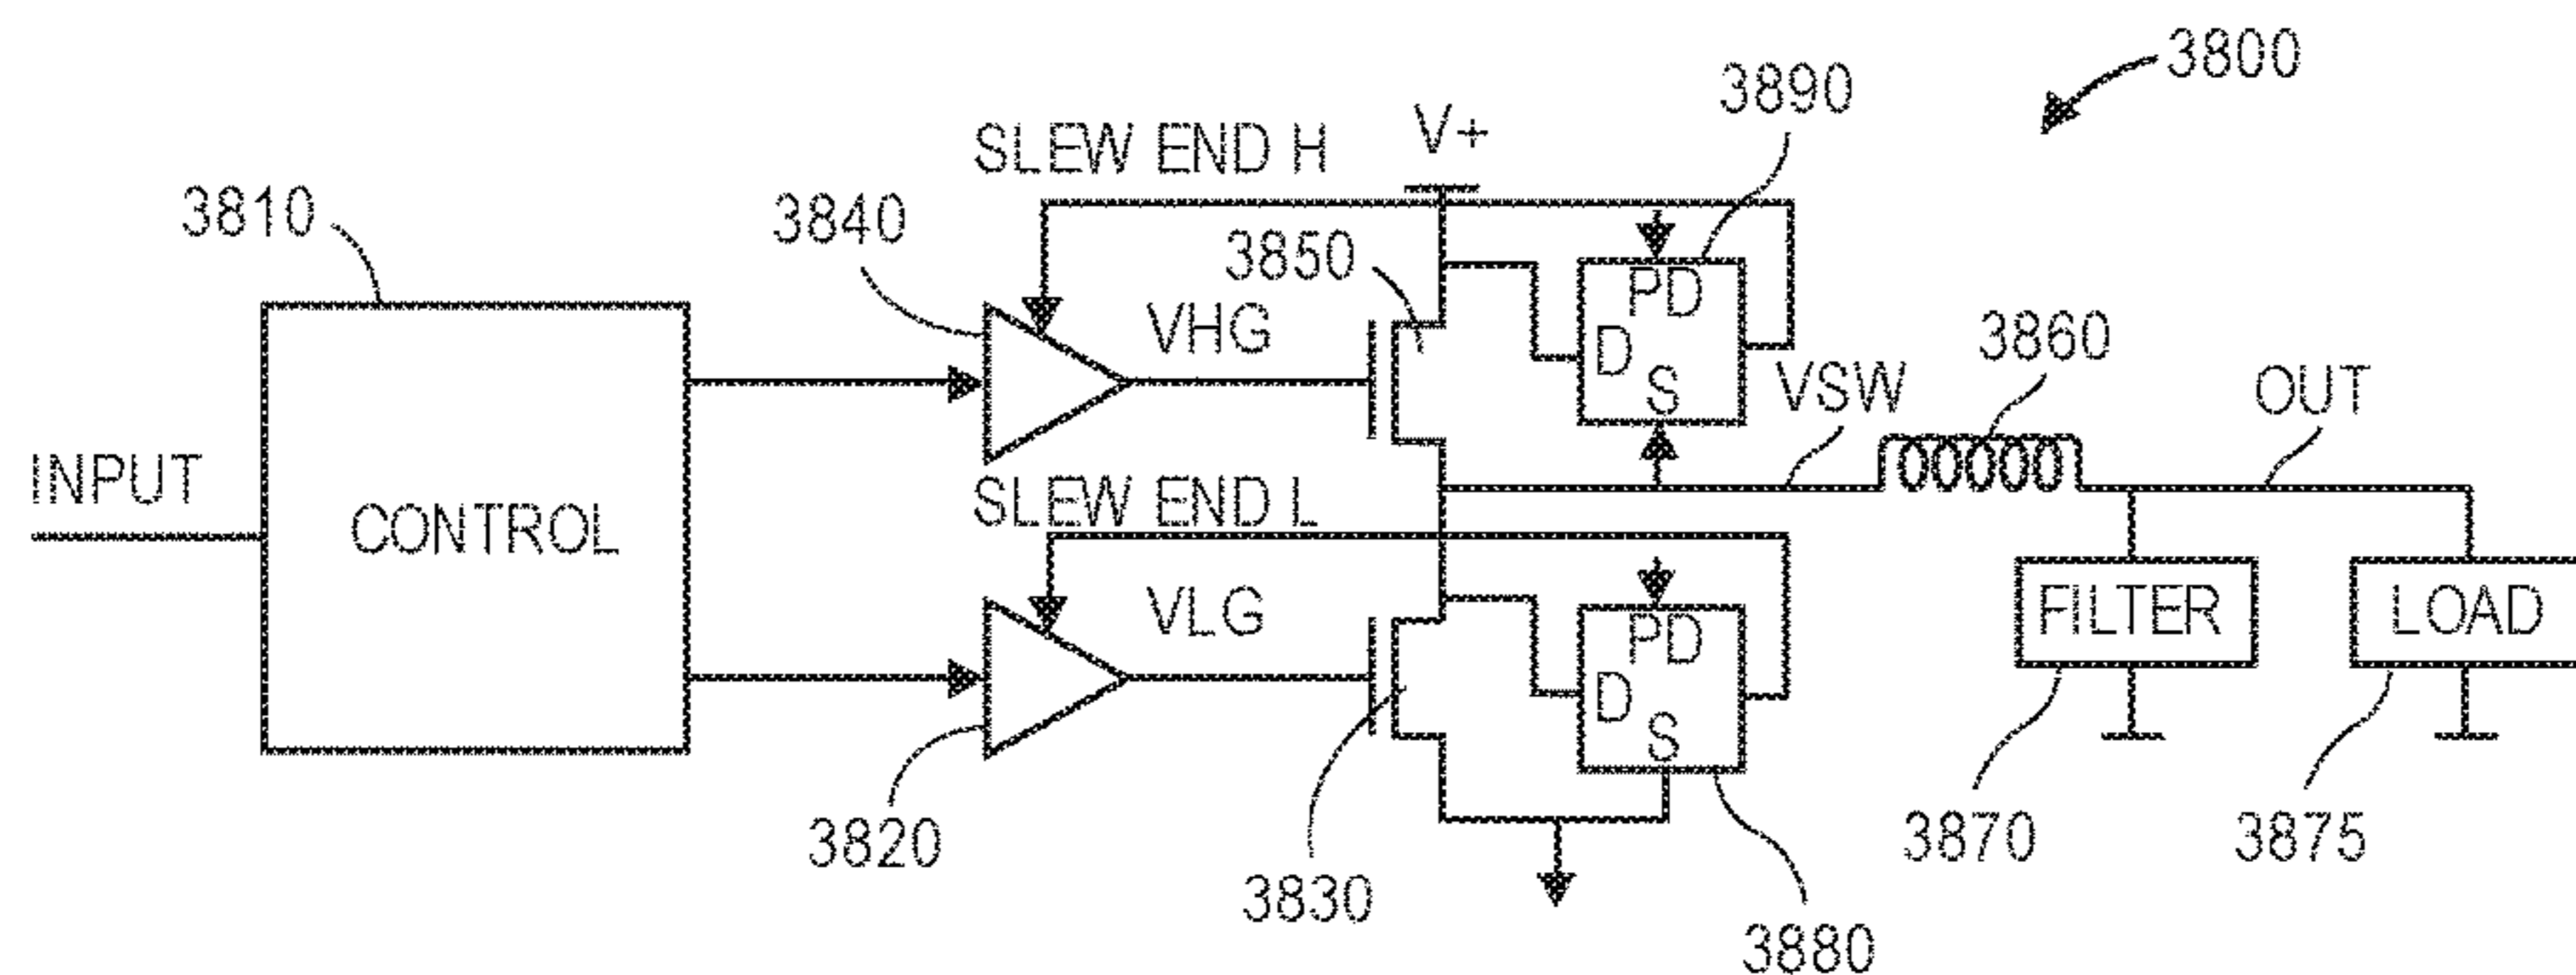 3800
3890
V+
SLEW END H
3810
3840
3850
PD
D
S
VHG
3860
VSW
OUT
INPUT
CONTROL
SLEW END L
VLG
PD
D
S
FILTER
LOAD
3820
3830
3880
3870
3875